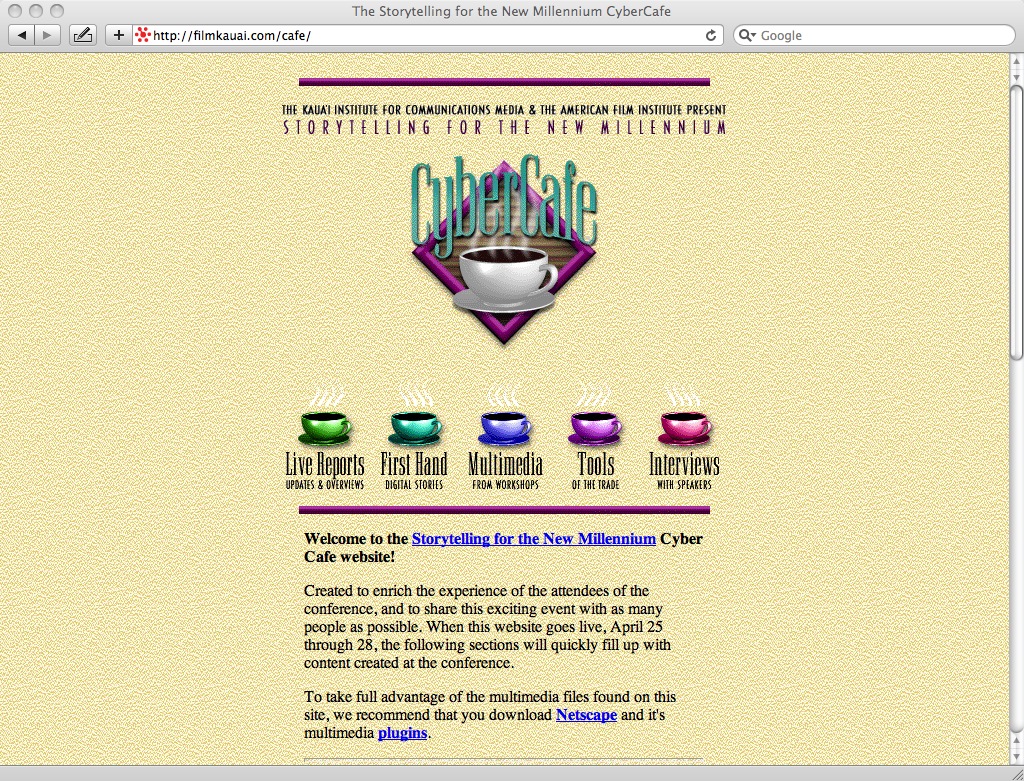 The Storytelling for the New Millennium CyberCafe
http://filmkauai.com/cafe/
Google
THE KAUA'I INSTITUTE FOR COMMUNICATIONS MEDIA & THE AMERICAN FILM INSTITUTE PRESENT
STORYTELLING FOR THE NEW MILLENNIUM
CyberCafe
Live Reports
UPDATES & OVERVIEWS
First Hand
DIGITAL STORIES
Multimedia
FROM WORKSHOPS
Tools
OF THE TRADE
Interviews
WITH SPEAKERS
Welcome to the Storytelling for the New Millennium Cyber
Cafe website!
Created to enrich the experience of the attendees of the
conference, and to share this exciting event with as many
people as possible. When this website goes live, April 25
through 28, the following sections will quickly fill up with
content created at the conference.
To take full advantage of the multimedia files found on this
site, we recommend that you download Netscape and it's
multimedia plugins.